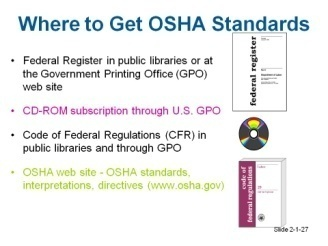 Where to Get OSHA Standards
• Federal Register in public libraries or at
the Government Printing Office (GPO)
web site
• CD-ROM subscription through U.S. GPO
• Code of Federal Regulations (CFR) in
public libraries and through GPO
• OSHA web site - OSHA standards,
interpretations, directives (www.osha.gov)
federal register
code of
federal regulations
Slide 2-1-27